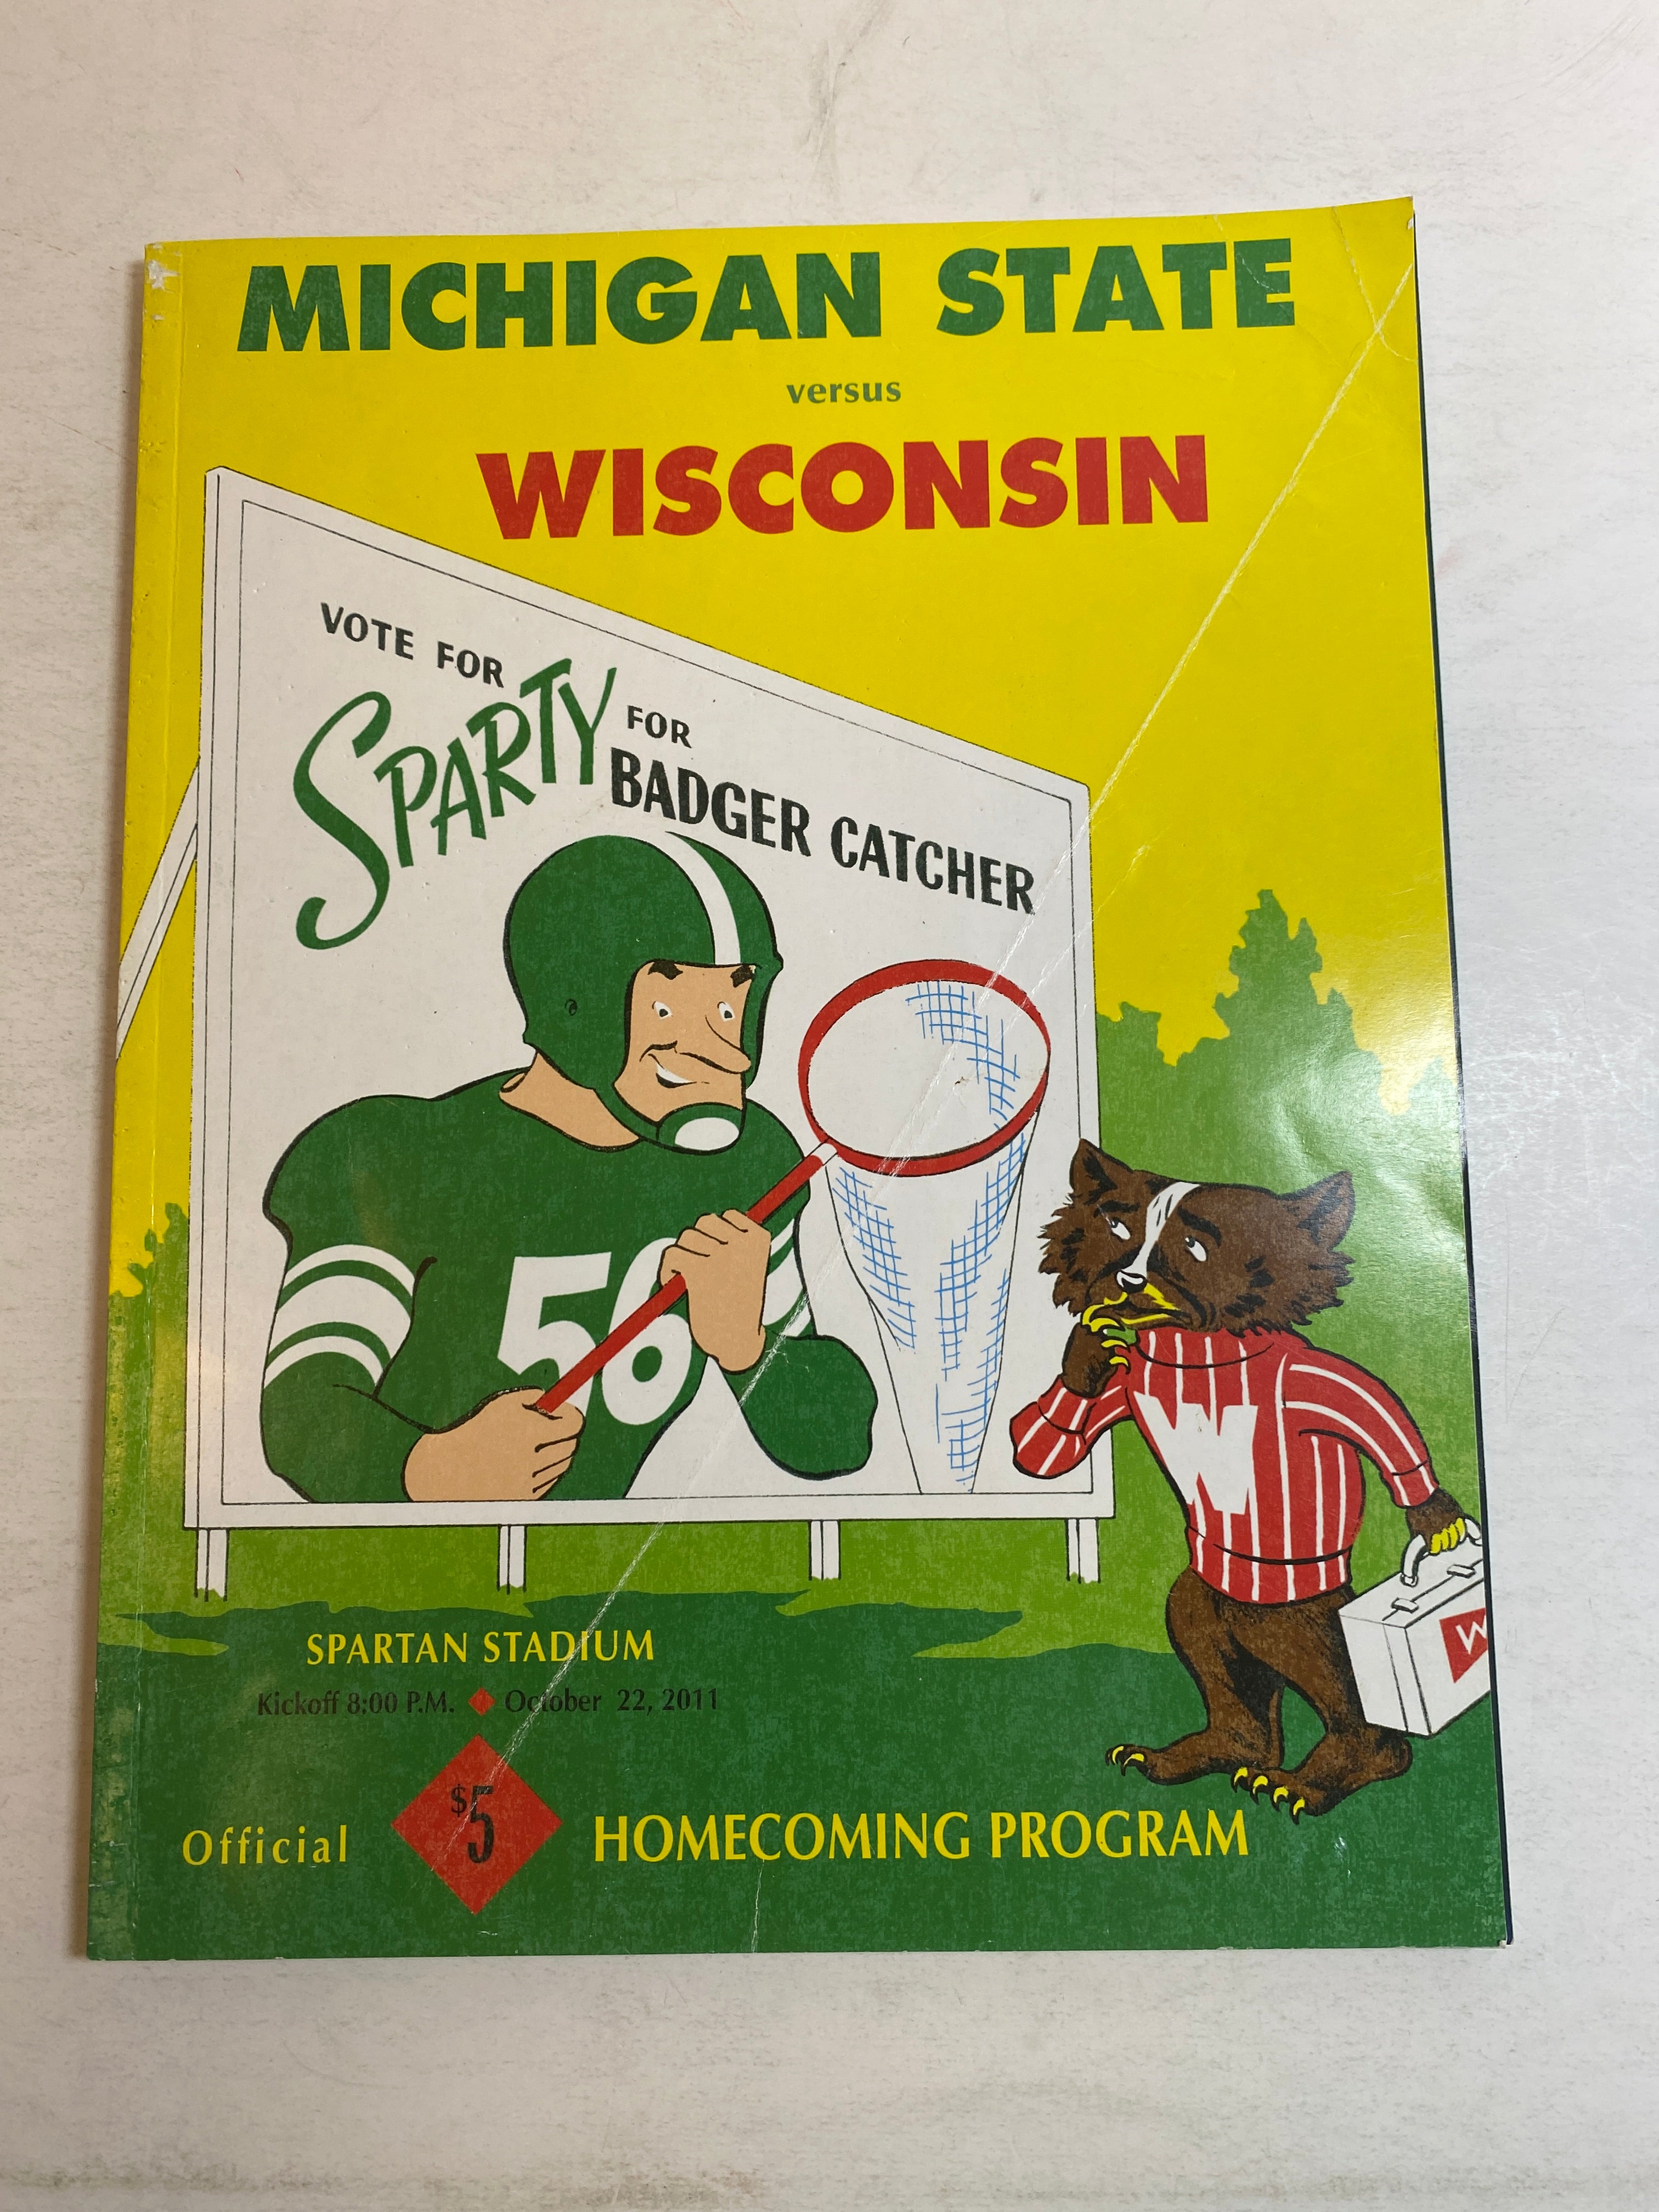 MICHIGAN STATE
versus
WISCONSIN
VOTE FOR
SPARTY FOR
BADGER CATCHER
56
W
W
SPARTAN STADIUM
Kickoff 8:00 P.M. October 22, 2011
Official $5 HOMECOMING PROGRAM